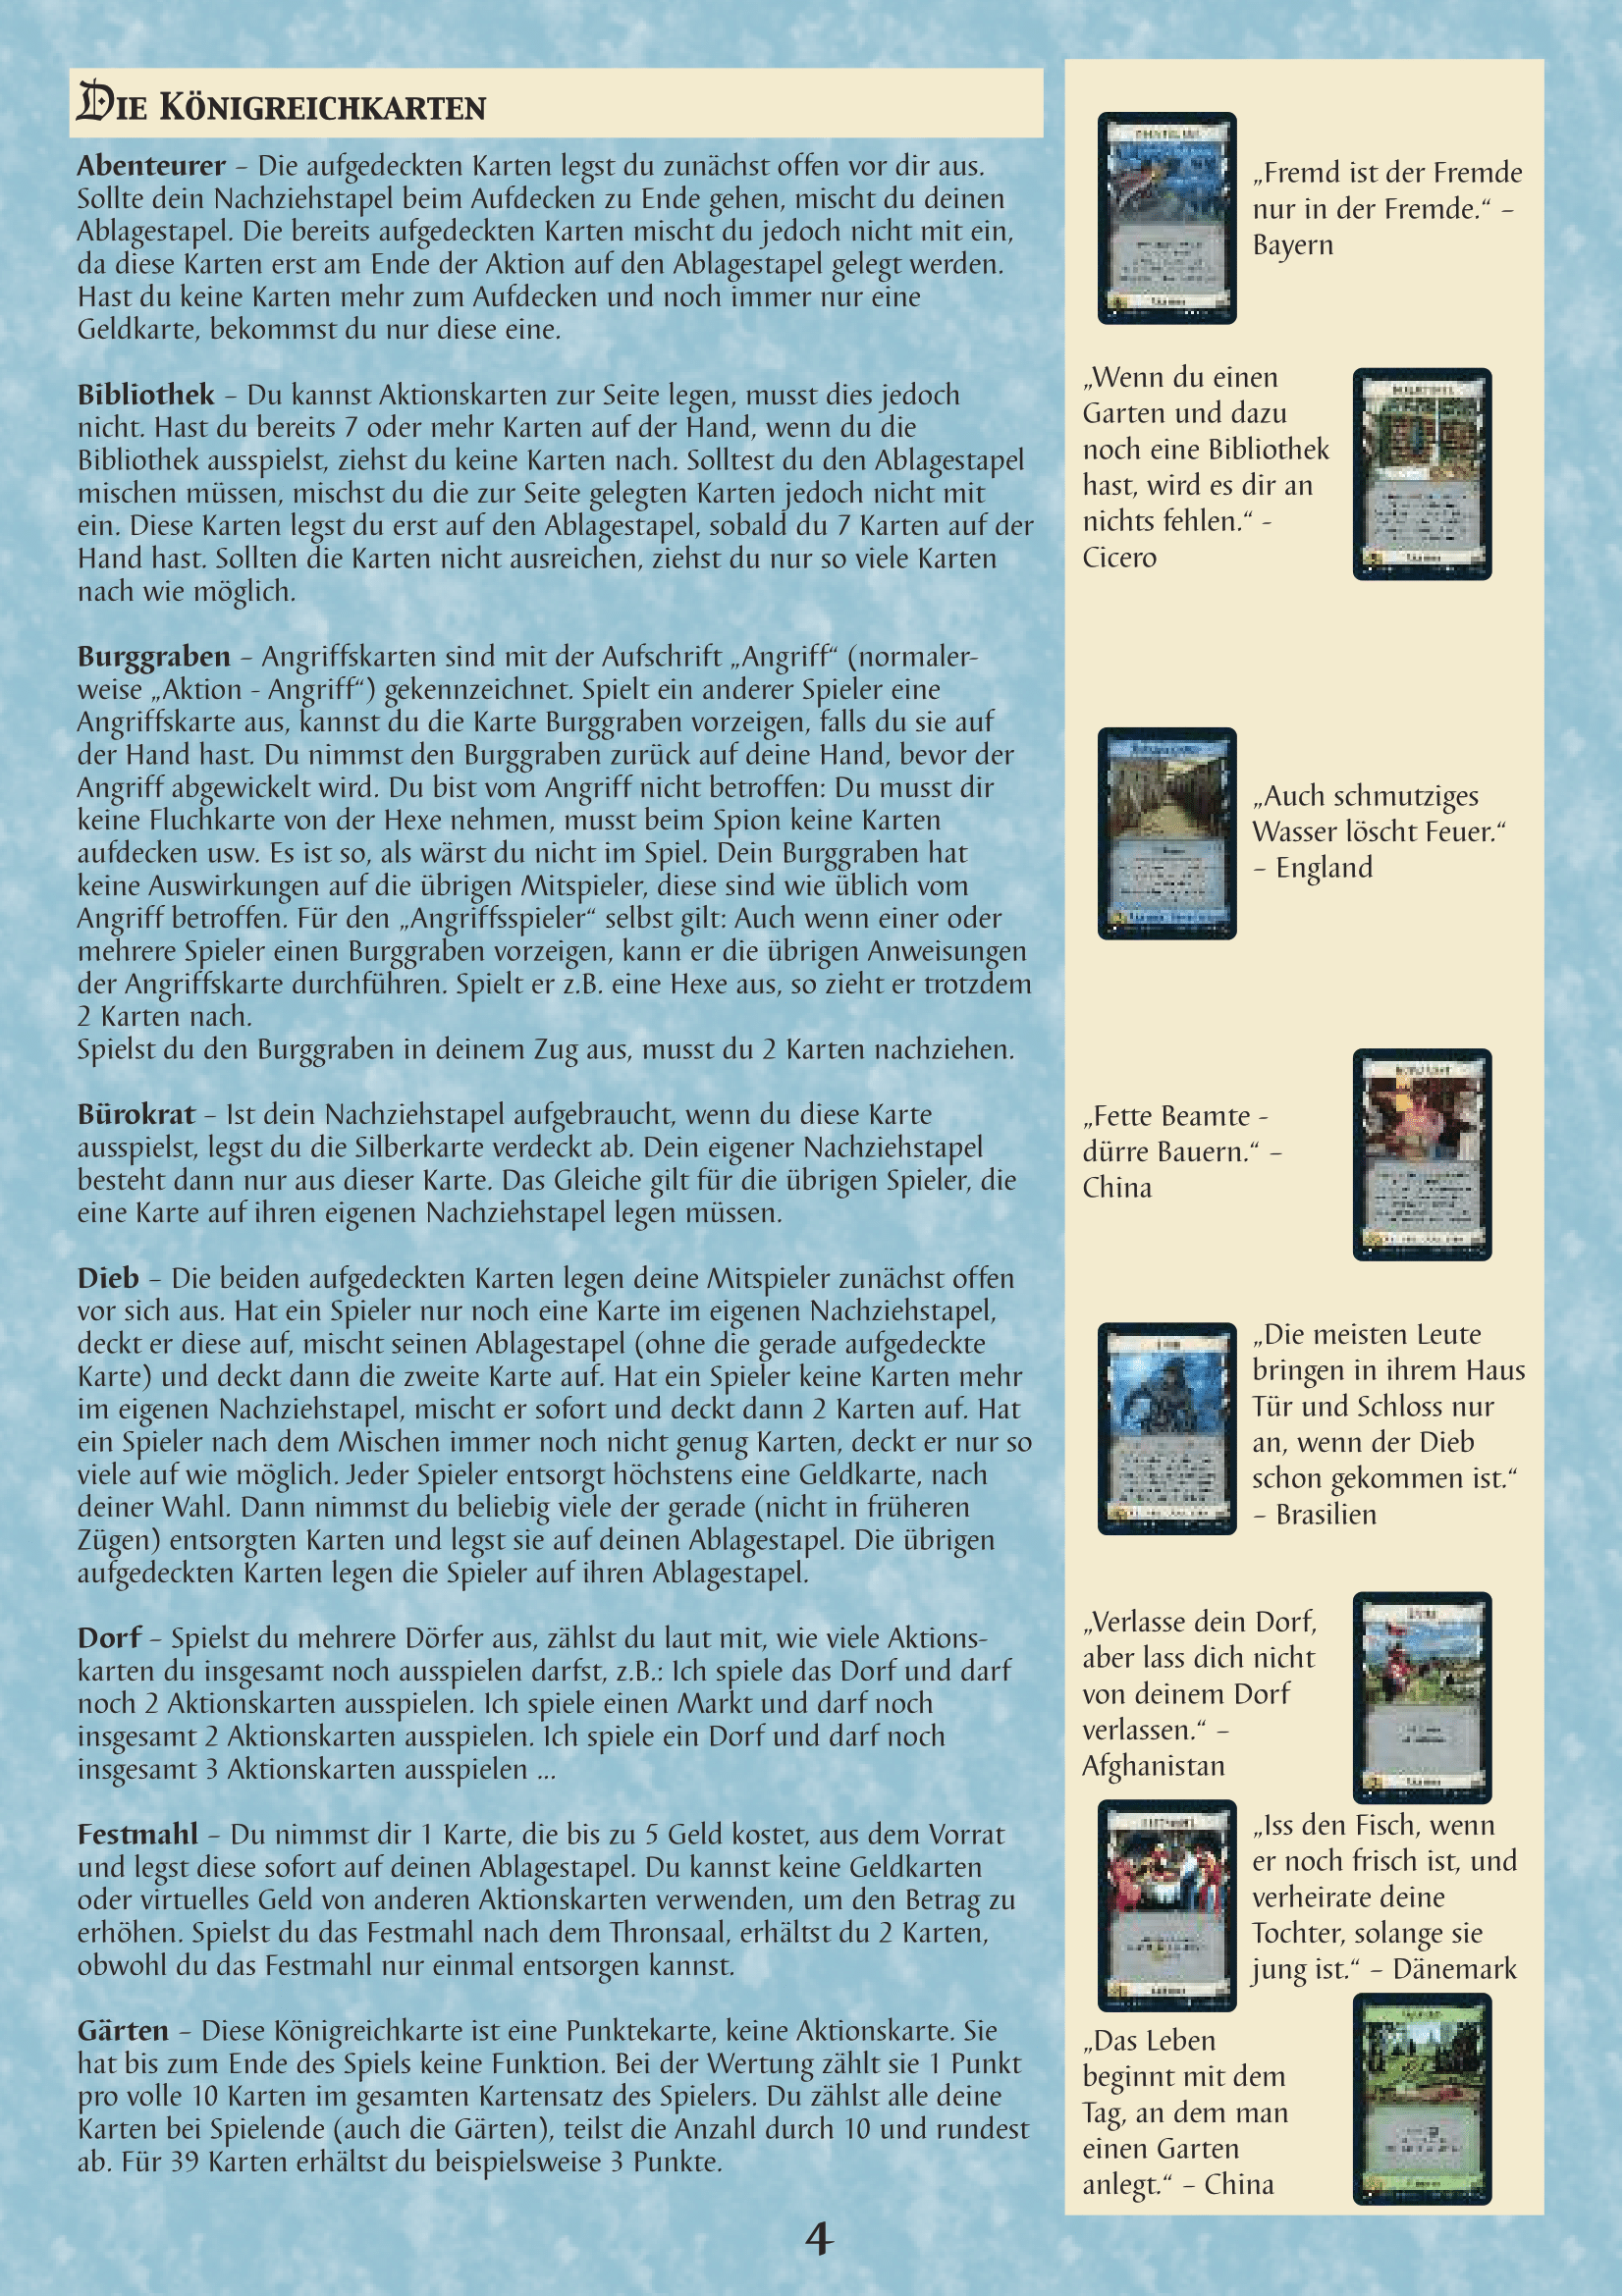 Die Königreichkarten
Abenteurer – Die aufgedeckten Karten legst du zunächst offen vor dir aus.
Sollte dein Nachziehstapel beim Aufdecken zu Ende gehen, mischt du deinen
Ablagestapel. Die bereits aufgedeckten Karten mischt du jedoch nicht mit ein,
da diese Karten erst am Ende der Aktion auf den Ablagestapel gelegt werden.
Hast du keine Karten mehr zum Aufdecken und noch immer nur eine
Geldkarte, bekommst du nur diese eine.
Bibliothek – Du kannst Aktionskarten zur Seite legen, musst dies jedoch
nicht. Hast du bereits 7 oder mehr Karten auf der Hand, wenn du die
Bibliothek ausspielst, ziehst du keine Karten nach. Solltest du den Ablagestapel
mischen müssen, mischst du die zur Seite gelegten Karten jedoch nicht mit
ein. Diese Karten legst du erst auf den Ablagestapel, sobald du 7 Karten auf der
Hand hast. Sollten die Karten nicht ausreichen, ziehst du nur so viele Karten
nach wie möglich.
Burggraben – Angriffskarten sind mit der Aufschrift „Angriff“ (normaler-
weise „Aktion - Angriff“) gekennzeichnet. Spielt ein anderer Spieler eine
Angriffskarte aus, kannst du die Karte Burggraben vorzeigen, falls du sie auf
der Hand hast. Du nimmst den Burggraben zurück auf deine Hand, bevor der
Angriff abgewickelt wird. Du bist vom Angriff nicht betroffen: Du musst dir
keine Fluchkarte von der Hexe nehmen, musst beim Spion keine Karten
aufdecken usw. Es ist so, als wärst du nicht im Spiel. Dein Burggraben hat
keine Auswirkungen auf die übrigen Mitspieler, diese sind wie üblich vom
Angriff betroffen. Für den „Angriffsspieler“ selbst gilt: Auch wenn einer oder
mehrere Spieler einen Burggraben vorzeigen, kann er die übrigen Anweisungen
der Angriffskarte durchführen. Spielt er z.B. eine Hexe aus, so zieht er trotzdem
2 Karten nach.
Spielst du den Burggraben in deinem Zug aus, musst du 2 Karten nachziehen.
Bürokrat – Ist dein Nachziehstapel aufgebraucht, wenn du diese Karte
ausspielst, legst du die Silberkarte verdeckt ab. Dein eigener Nachziehstapel
besteht dann nur aus dieser Karte. Das Gleiche gilt für die übrigen Spieler, die
eine Karte auf ihren eigenen Nachziehstapel legen müssen.
Dieb – Die beiden aufgedeckten Karten legen deine Mitspieler zunächst offen
vor sich aus. Hat ein Spieler nur noch eine Karte im eigenen Nachziehstapel,
deckt er diese auf, mischt seinen Ablagestapel (ohne die gerade aufgedeckte
Karte) und deckt dann die zweite Karte auf. Hat ein Spieler keine Karten mehr
im eigenen Nachziehstapel, mischt er sofort und deckt dann 2 Karten auf. Hat
ein Spieler nach dem Mischen immer noch nicht genug Karten, deckt er nur so
viele auf wie möglich. Jeder Spieler entsorgt höchstens eine Geldkarte, nach
deiner Wahl. Dann nimmst du beliebig viele der gerade (nicht in früheren
Zügen) entsorgten Karten und legst sie auf deinen Ablagestapel. Die übrigen
aufgedeckten Karten legen die Spieler auf ihren Ablagestapel.
Dorf – Spielst du mehrere Dörfer aus, zählst du laut mit, wie viele Aktions-
karten du insgesamt noch ausspielen darfst, z.B.: Ich spiele das Dorf und darf
noch 2 Aktionskarten ausspielen. Ich spiele einen Markt und darf noch
insgesamt 2 Aktionskarten ausspielen. Ich spiele ein Dorf und darf noch
insgesamt 3 Aktionskarten ausspielen ...
Festmahl – Du nimmst dir 1 Karte, die bis zu 5 Geld kostet, aus dem Vorrat
und legst diese sofort auf deinen Ablagestapel. Du kannst keine Geldkarten
oder virtuelles Geld von anderen Aktionskarten verwenden, um den Betrag zu
erhöhen. Spielst du das Festmahl nach dem Thronsaal, erhältst du 2 Karten,
obwohl du das Festmahl nur einmal entsorgen kannst.
Gärten – Diese Königreichkarte ist eine Punktekarte, keine Aktionskarte. Sie
hat bis zum Ende des Spiels keine Funktion. Bei der Wertung zählt sie 1 Punkt
pro volle 10 Karten im gesamten Kartensatz des Spielers. Du zählst alle deine
Karten bei Spielende (auch die Gärten), teilst die Anzahl durch 10 und rundest
ab. Für 39 Karten erhältst du beispielsweise 3 Punkte.
„Fremd ist der Fremde
nur in der Fremde.“ –
Bayern
„Wenn du einen
Garten und dazu
noch eine Bibliothek
hast, wird es dir an
nichts fehlen.“ -
Cicero
„Auch schmutziges
Wasser löscht Feuer.“
– England
„Fette Beamte -
dürre Bauern.“ –
China
„Die meisten Leute
bringen in ihrem Haus
Tür und Schloss nur
an, wenn der Dieb
schon gekommen ist.“
– Brasilien
„Verlasse dein Dorf,
aber lass dich nicht
von deinem Dorf
verlassen.“ –
Afghanistan
„Iss den Fisch, wenn
er noch frisch ist, und
verheirate deine
Tochter, solange sie
jung ist.“ – Dänemark
„Das Leben
beginnt mit dem
Tag, an dem man
einen Garten
anlegt.“ – China
4